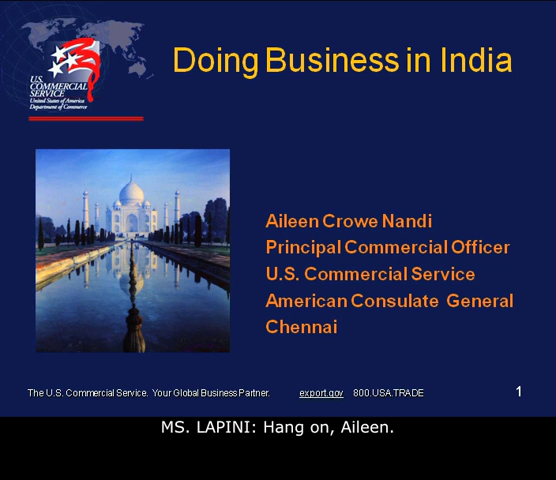 Doing Business in India
U.S.
COMMERCIAL
SERVICE
United States of America
Department of Commerce
Aileen Crowe Nandi
Principal Commercial Officer
U.S. Commercial Service
American Consulate General
Chennai
The U.S. Commercial Service. Your Global Business Partner. export.gov 800.USA.TRADE 1
MS. LAPINI: Hang on, Aileen.